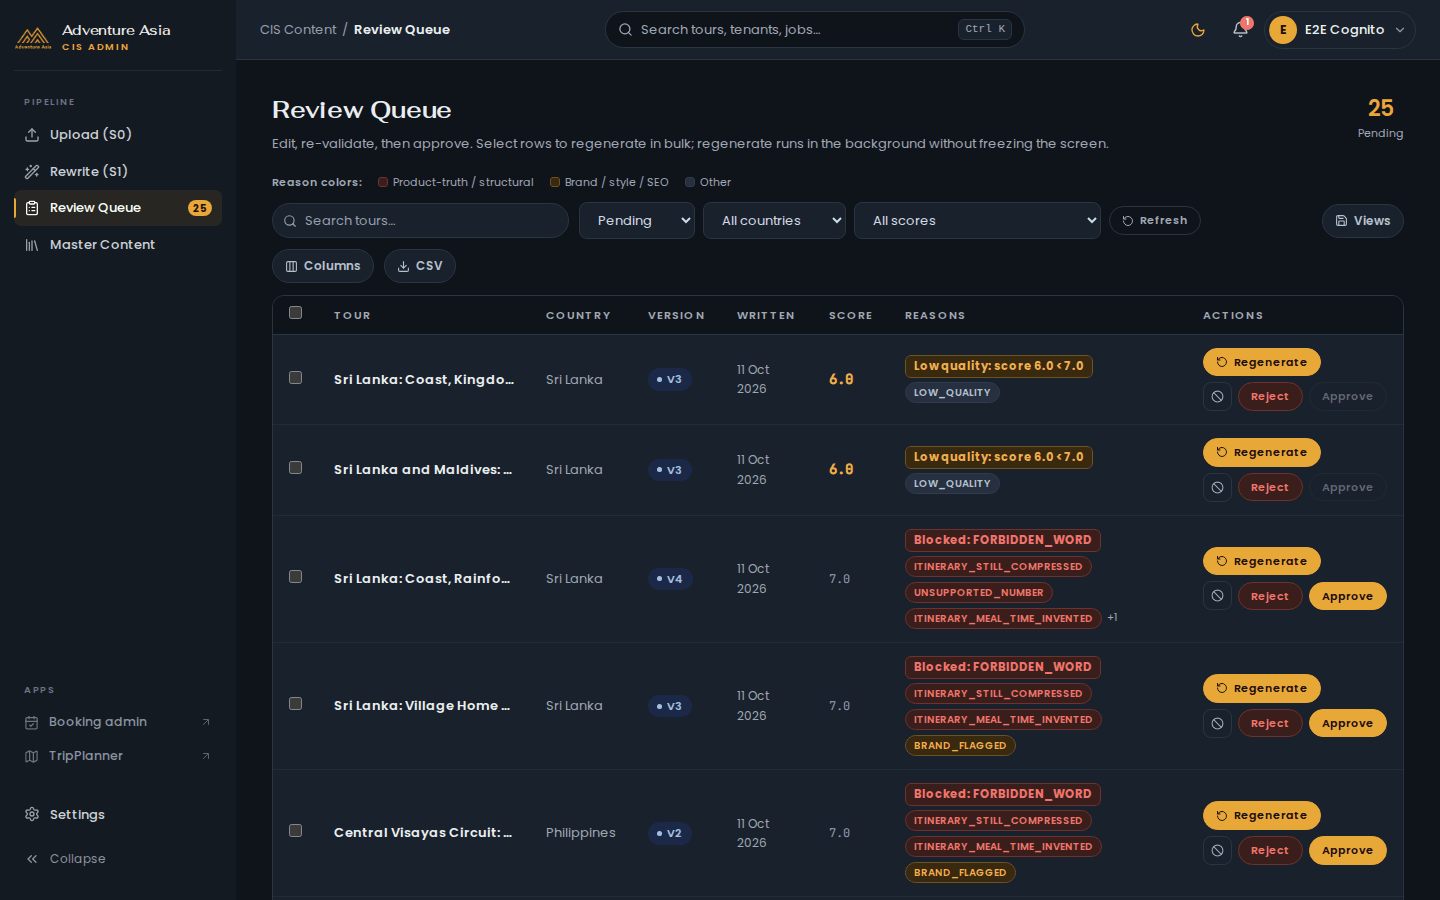 Adventure Asia
Adventure Asia
CIS ADMIN
CIS Content / Review Queue
Search tours, tenants, jobs...
Ctrl K
1
E
E2E Cognito
PIPELINE
Upload (S0)
Rewrite (S1)
Review Queue
25
Master Content
APPS
Booking admin
TripPlanner
Settings
Collapse
Review Queue
25
Pending
Edit, re-validate, then approve. Select rows to regenerate in bulk; regenerate runs in the background without freezing the screen.
Reason colors:
Product-truth / structural
Brand / style / SEO
Other
Search tours...
Pending
All countries
All scores
Refresh
Views
Columns
CSV
TOUR COUNTRY VERSION WRITTEN SCORE REASONS ACTIONS
Sri Lanka: Coast, Kingdo...
Sri Lanka
V3
11 Oct
2026
6.0
Low quality: score 6.0 < 7.0
LOW_QUALITY
Regenerate
Reject
Approve
Sri Lanka and Maldives: ...
Sri Lanka
V3
11 Oct
2026
6.0
Low quality: score 6.0 < 7.0
LOW_QUALITY
Regenerate
Reject
Approve
Sri Lanka: Coast, Rainfo...
Sri Lanka
V4
11 Oct
2026
7.0
Blocked: FORBIDDEN_WORD
ITINERARY_STILL_COMPRESSED
UNSUPPORTED_NUMBER
ITINERARY_MEAL_TIME_INVENTED +1
Regenerate
Reject
Approve
Sri Lanka: Village Home ...
Sri Lanka
V3
11 Oct
2026
7.0
Blocked: FORBIDDEN_WORD
ITINERARY_STILL_COMPRESSED
ITINERARY_MEAL_TIME_INVENTED
BRAND_FLAGGED
Regenerate
Reject
Approve
Central Visayas Circuit: ...
Philippines
V2
11 Oct
2026
7.0
Blocked: FORBIDDEN_WORD
ITINERARY_STILL_COMPRESSED
ITINERARY_MEAL_TIME_INVENTED
BRAND_FLAGGED
Regenerate
Reject
Approve